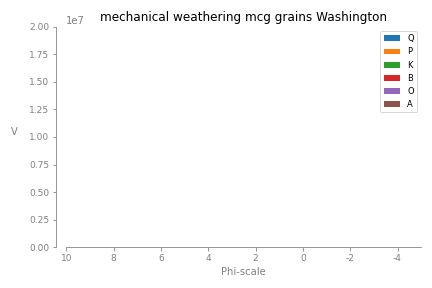 mechanical weathering mcg grains Washington
1e7
2.00
1.75
1.50
1.25
1.00
0.75
0.50
0.25
0.00
V
Q
P
K
B
O
A
10 8 6 4 2 0 -2 -4
Phi-scale